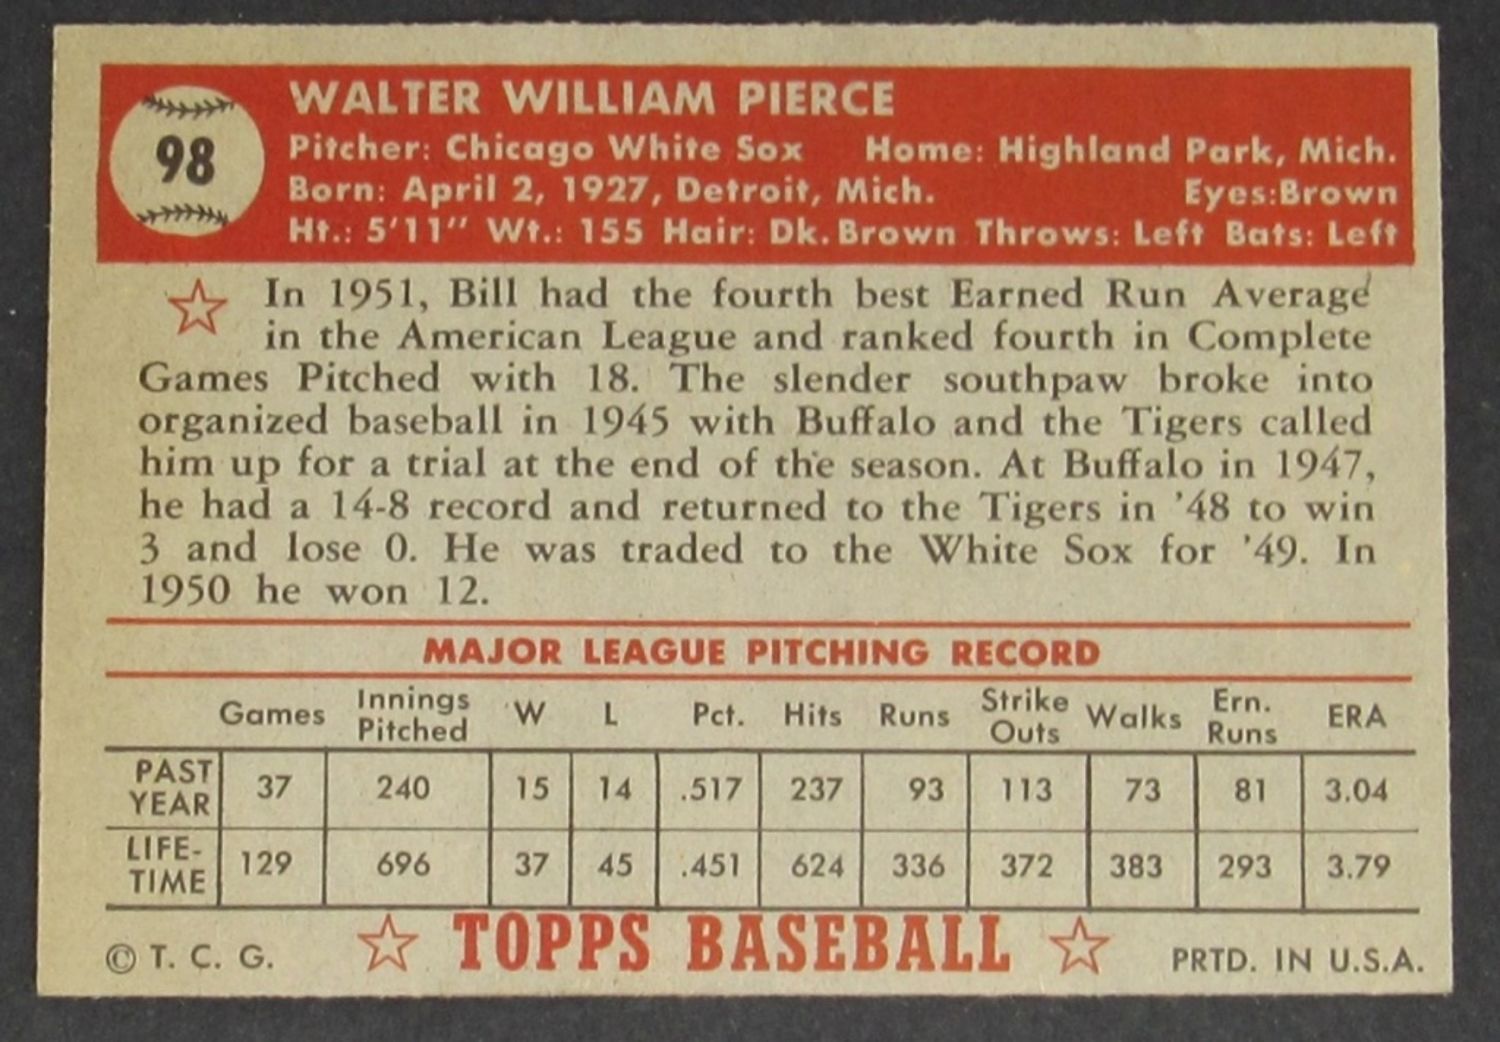 98
WALTER WILLIAM PIERCE
Pitcher: Chicago White Sox Home: Highland Park, Mich.
Born: April 2, 1927, Detroit, Mich. Eyes:Brown
Ht.: 5'11" Wt.: 155 Hair: Dk. Brown Throws: Left Bats: Left
In 1951, Bill had the fourth best Earned Run Average
in the American League and ranked fourth in Complete
Games Pitched with 18. The slender southpaw broke into
organized baseball in 1945 with Buffalo and the Tigers called
him up for a trial at the end of the season. At Buffalo in 1947,
he had a 14-8 record and returned to the Tigers in '48 to win
3 and lose 0. He was traded to the White Sox for '49. In
1950 he won 12.
MAJOR LEAGUE PITCHING RECORD
Games Innings Pitched W L Pct. Hits Runs Strike Outs Walks Ern. Runs ERA
PAST YEAR 37 240 15 14 .517 237 93 113 73 81 3.04
LIFE-TIME 129 696 37 45 .451 624 336 372 383 293 3.79
© T. C. G. TOPPS BASEBALL PRTD. IN U.S.A.